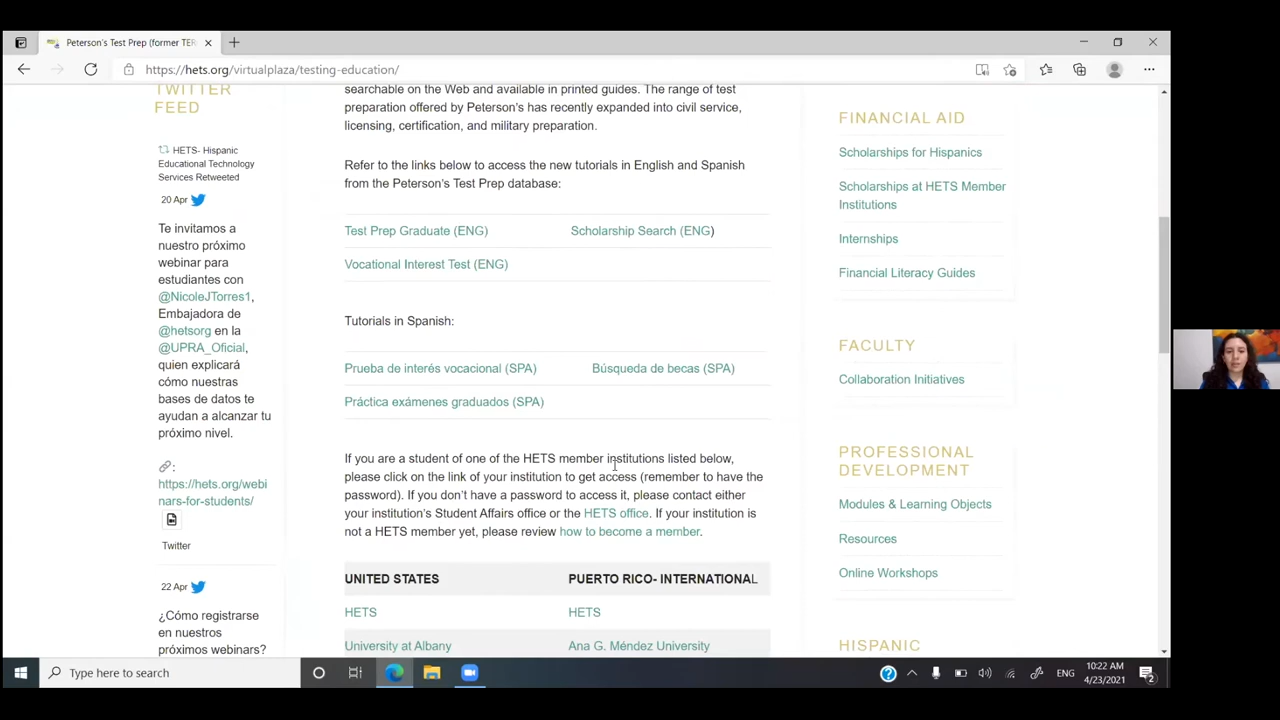 Peterson's Test Prep (former TER
https://hets.org/virtualplaza/testing-education/
TWITTER
FEED
HETS- Hispanic
Educational Technology
Services Retweeted
20 Apr
Te invitamos a
nuestro próximo
webinar para
estudiantes con
@NicoleJTorres1,
Embajadora de
@hetsorg en la
@UPRA_Oficial,
quien explicará
cómo nuestras
bases de datos te
ayudan a alcanzar tu
próximo nivel.
:
https://hets.org/webi
nars-for-students/
Twitter
22 Apr
¿Cómo registrarse
en nuestros
próximos webinars?
searchable on the Web and available in printed guides. The range of test
preparation offered by Peterson's has recently expanded into civil service,
licensing, certification, and military preparation.
Refer to the links below to access the new tutorials in English and Spanish
from the Peterson's Test Prep database:
Test Prep Graduate (ENG) Scholarship Search (ENG)
Vocational Interest Test (ENG)
Tutorials in Spanish:
Prueba de interés vocacional (SPA) Búsqueda de becas (SPA)
Práctica exámenes graduados (SPA)
If you are a student of one of the HETS member institutions listed below,
please click on the link of your institution to get access (remember to have the
password). If you don't have a password to access it, please contact either
your institution's Student Affairs office or the HETS office. If your institution is
not a HETS member yet, please review how to become a member.
UNITED STATES PUERTO RICO- INTERNATIONAL
HETS HETS
University at Albany Ana G. Méndez University
FINANCIAL AID
Scholarships for Hispanics
Scholarships at HETS Member
Institutions
Internships
Financial Literacy Guides
FACULTY
Collaboration Initiatives
PROFESSIONAL
DEVELOPMENT
Modules & Learning Objects
Resources
Online Workshops
HISPANIC
Type here to search
ENG
10:22 AM
4/23/2021
2